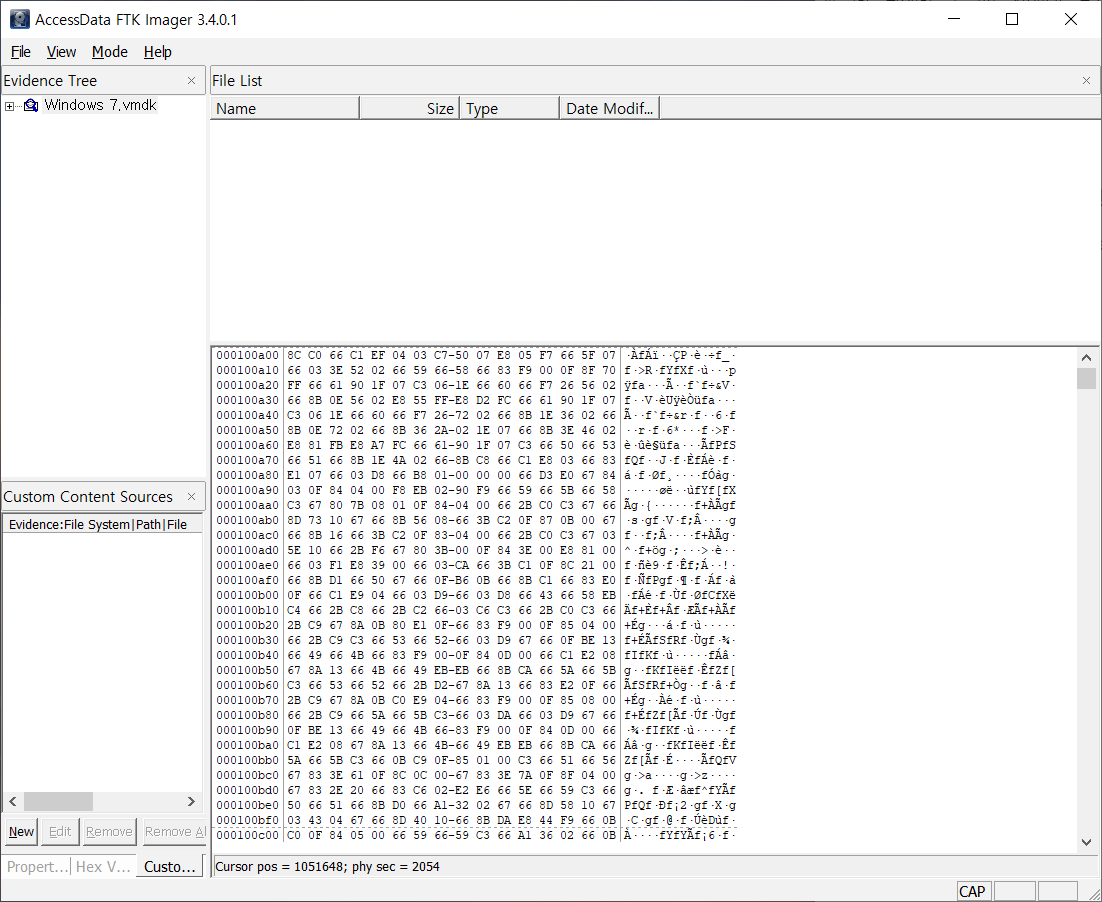 AccessData FTK Imager 3.4.0.1
File View Mode Help
Evidence Tree
Windows 7.vmdk
File List
Name Size Type Date Modif...
000100a00 8C C0 66 C1 EF 04 03 C7-50 07 E8 05 F7 66 5F 07 ·ÀfÁï··ÇP·è·÷f_·
000100a10 66 03 3E 52 02 66 59 66-58 66 83 F9 00 0F 8F 70 f·>R·fYfXf·ù···p
000100a20 FF 66 61 90 1F 07 C3 06-1E 66 60 66 F7 26 56 02 ÿfa···Ã··f`f÷&V·
000100a30 66 8B 0E 56 02 E8 55 FF-E8 D2 FC 66 61 90 1F 07 f··V·èUÿèÒüfa···
000100a40 C3 06 1E 66 60 66 F7 26-72 02 66 8B 1E 36 02 66 Ã··f`f÷&r·f··6·f
000100a50 8B 0E 72 02 66 8B 36 2A-02 1E 07 66 8B 3E 46 02 ··r·f·6*···f·>F·
000100a60 E8 81 FB E8 A7 FC 66 61-90 1F 07 C3 66 50 66 53 è·ûè§üfa···ÃfPfS
000100a70 66 51 66 8B 1E 4A 02 66-8B C8 66 C1 E8 03 66 83 fQf··J·f·ÈfÁè·f·
000100a80 E1 07 66 03 D8 66 B8 01-00 00 00 66 D3 E0 67 84 á·f·Øf¸····fÓàg·
000100a90 03 0F 84 04 00 F8 EB 02-90 F9 66 59 66 5B 66 58 ·····øë··ùfYf[fX
000100aa0 C3 67 80 7B 08 01 0F 84-04 00 66 2B C0 C3 67 66 Ãg·{······f+ÀÃgf
000100ab0 8D 73 10 67 66 8B 56 08-66 3B C2 0F 87 0B 00 67 ·s·gf·V·f;Â····g
000100ac0 66 8B 16 66 3B C2 0F 83-04 00 66 2B C0 C3 67 03 f··f;Â····f+ÀÃg·
000100ad0 5E 10 66 2B F6 67 80 3B-00 0F 84 3E 00 E8 81 00 ^·f+ög·;···>·è··
000100ae0 66 03 F1 E8 39 00 66 03-CA 66 3B C1 0F 8C 21 00 f·ñè9·f·Êf;Á··!·
000100af0 66 8B D1 66 50 67 66 0F-B6 0B 66 8B C1 66 83 E0 f·ÑfPgf·¶·f·Áf·à
000100b00 0F 66 C1 E9 04 66 03 D9-66 03 D8 66 43 66 58 EB ·fÁé·f·Ùf·ØfCfXë
000100b10 C4 66 2B C8 66 2B C2 66-03 C6 C3 66 2B C0 C3 66 Äf+Èf+Âf·ÆÃf+ÀÃf
000100b20 2B C9 67 8A 0B 80 E1 0F-66 83 F9 00 0F 85 04 00 +Ég···á·f·ù·····
000100b30 66 2B C9 C3 66 53 66 52-66 03 D9 67 66 0F BE 13 f+ÉÃfSfRf·Ùgf·¾·
000100b40 66 49 66 4B 66 83 F9 00-0F 84 0D 00 66 C1 E2 08 fIfKf·ù·····fÁâ·
000100b50 67 8A 13 66 4B 66 49 EB-EB 66 8B CA 66 5A 66 5B g··fKfIëëf·ÊfZf[
000100b60 C3 66 53 66 52 66 2B D2-67 8A 13 66 83 E2 0F 66 ÃfSfRf+Òg··f·â·f
000100b70 2B C9 67 8A 0B C0 E9 04-66 83 F9 00 0F 85 08 00 +Ég··Àé·f·ù·····
000100b80 66 2B C9 66 5A 66 5B C3-66 03 DA 66 03 D9 67 66 f+ÉfZf[Ãf·Úf·Ùgf
000100b90 0F BE 13 66 49 66 4B 66-83 F9 00 0F 84 0D 00 66 ·¾·fIfKf·ù·····f
000100ba0 C1 E2 08 67 8A 13 66 4B-66 49 EB EB 66 8B CA 66 Áâ·g··fKfIëëf·Êf
000100bb0 5A 66 5B C3 66 0B C9 0F-85 01 00 C3 66 51 66 56 Zf[Ãf·É····ÃfQfV
000100bc0 67 83 3E 61 0F 8C 0C 00-67 83 3E 7A 0F 8F 04 00 g·>a····g·>z····
000100bd0 67 83 2E 20 66 83 C6 02-E2 E6 66 5E 66 59 C3 66 g·. f·Æ·âæf^fYÃf
000100be0 50 66 51 66 8B D0 66 A1-32 02 67 66 8D 58 10 67 PfQf·Ðf¡2·gf·X·g
000100bf0 03 43 04 67 66 8D 40 10-66 8B DA E8 44 F9 66 0B ·C·gf·@·f·ÚèDùf·
000100c00 C0 0F 84 05 00 66 59 66-59 C3 66 A1 36 02 66 0B À····fYfYÃf¡6·f·
Cursor pos = 1051648; phy sec = 2054
Custom Content Sources
Evidence:File System|Path|File
New Edit Remove Remove Al
Propert... Hex V... Custo...
CAP